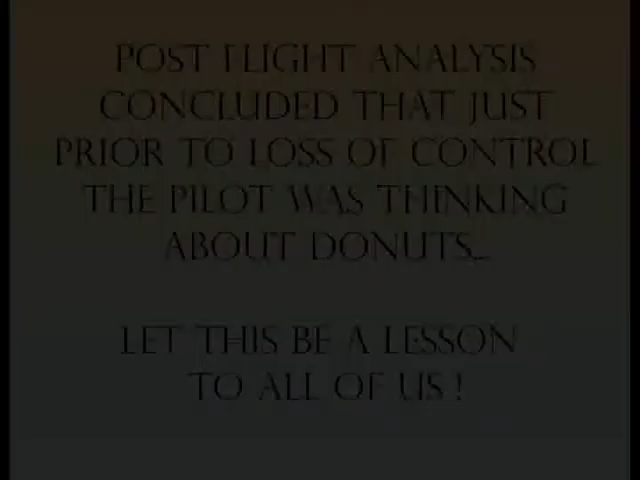 POST FLIGHT ANALYSIS
CONCLUDED THAT JUST
PRIOR TO LOSS OF CONTROL
THE PILOT WAS THINKING
ABOUT DONUTS...
LET THIS BE A LESSON
TO ALL OF US !